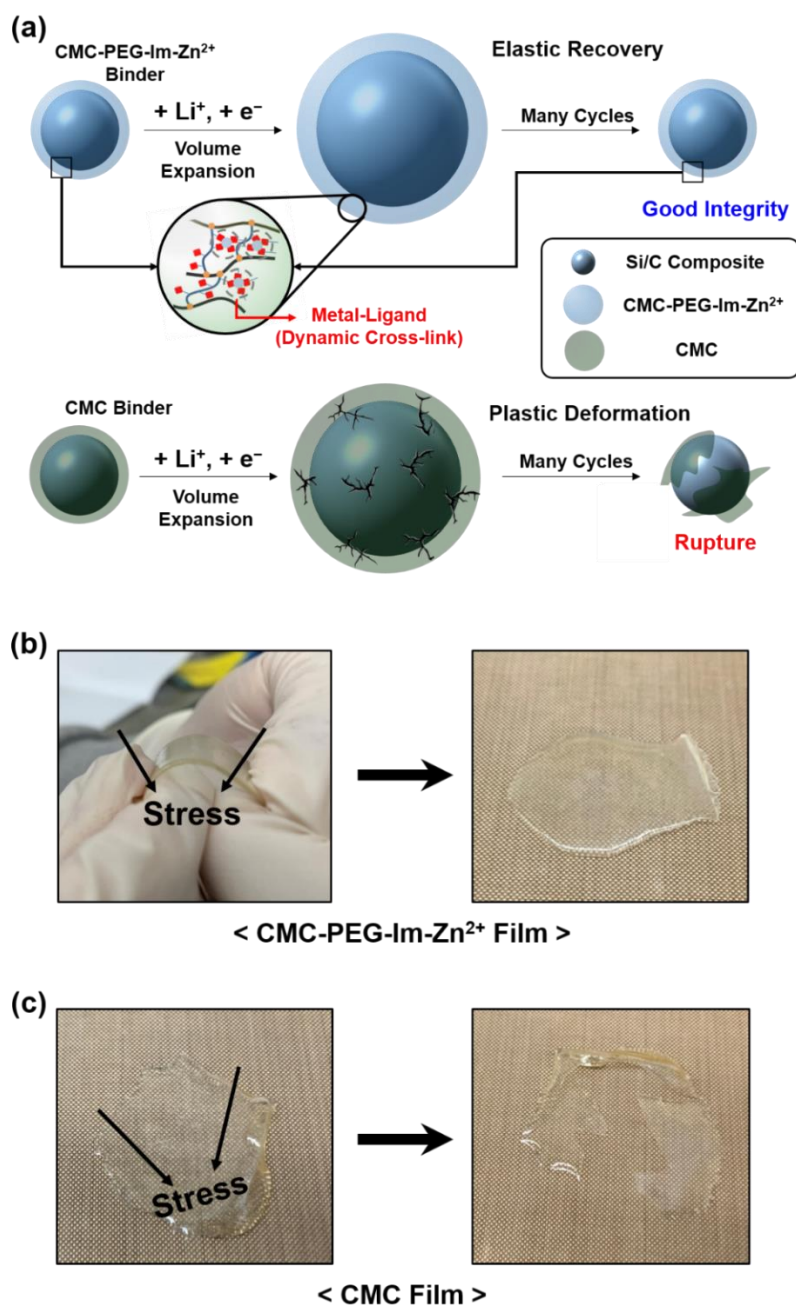 (a)
CMC-PEG-Im-Zn²⁺
Binder
+ Li⁺, + e⁻
Volume
Expansion
Elastic Recovery
Many Cycles
Good Integrity
Metal-Ligand
(Dynamic Cross-link)
Si/C Composite
CMC-PEG-Im-Zn²⁺
CMC
CMC Binder
+ Li⁺, + e⁻
Volume
Expansion
Plastic Deformation
Many Cycles
Rupture
(b)
Stress
< CMC-PEG-Im-Zn²⁺ Film >
(c)
Stress
< CMC Film >